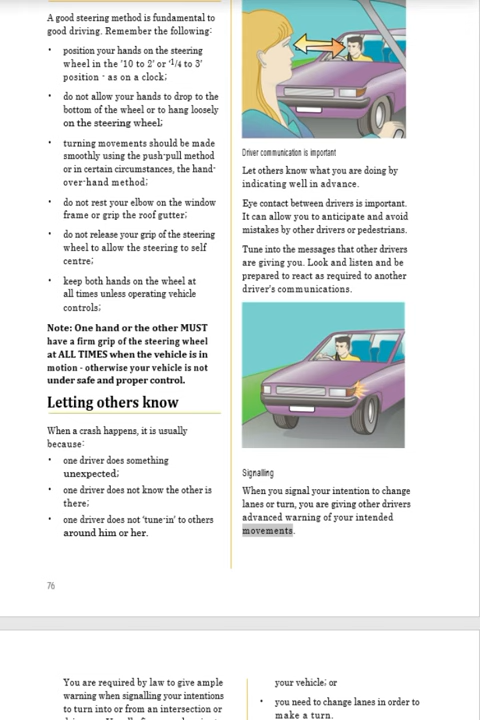 A good steering method is fundamental to
good driving. Remember the following:
• position your hands on the steering
wheel in the '10 to 2' or '1/4 to 3'
position - as on a clock;
• do not allow your hands to drop to the
bottom of the wheel or to hang loosely
on the steering wheel;
• turning movements should be made
smoothly using the push-pull method
or in certain circumstances, the hand-
over-hand method;
• do not rest your elbow on the window
frame or grip the roof gutter;
• do not release your grip of the steering
wheel to allow the steering to self
centre;
• keep both hands on the wheel at
all times unless operating vehicle
controls;
Note: One hand or the other MUST
have a firm grip of the steering wheel
at ALL TIMES when the vehicle is in
motion - otherwise your vehicle is not
under safe and proper control.
Letting others know
When a crash happens, it is usually
because:
• one driver does something
unexpected;
• one driver does not know the other is
there;
• one driver does not 'tune-in' to others
around him or her.
76
Driver communication is important
Let others know what you are doing by
indicating well in advance.
Eye contact between drivers is important.
It can allow you to anticipate and avoid
mistakes by other drivers or pedestrians.
Tune into the messages that other drivers
are giving you. Look and listen and be
prepared to react as required to another
driver's communications.
Signalling
When you signal your intention to change
lanes or turn, you are giving other drivers
advanced warning of your intended
movements.
You are required by law to give ample
warning when signalling your intentions
to turn into or from an intersection or
your vehicle; or
• you need to change lanes in order to
make a turn.